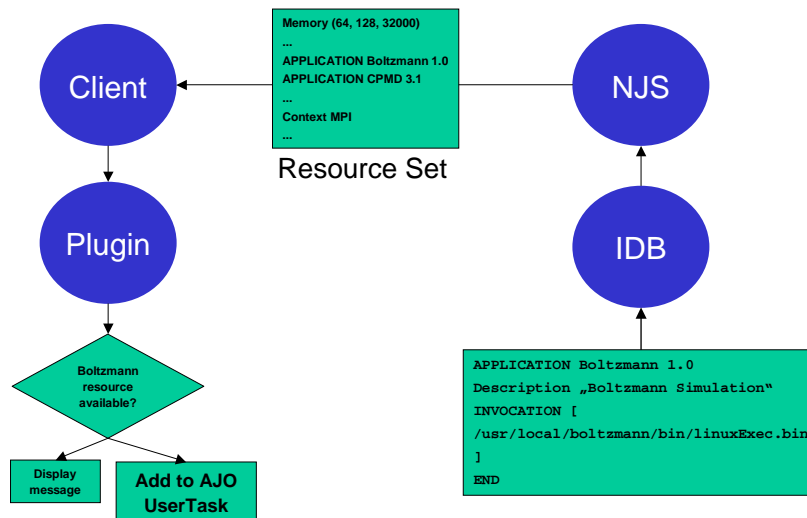 Memory (64, 128, 32000)
...
APPLICATION Boltzmann 1.0
APPLICATION CPMD 3.1
...
Context MPI
...
Client
NJS
Resource Set
Plugin
IDB
Boltzmann
resource
available?
APPLICATION Boltzmann 1.0
Description „Boltzmann Simulation“
INVOCATION [
/usr/local/boltzmann/bin/linuxExec.bin
]
END
Display
message
Add to AJO
UserTask